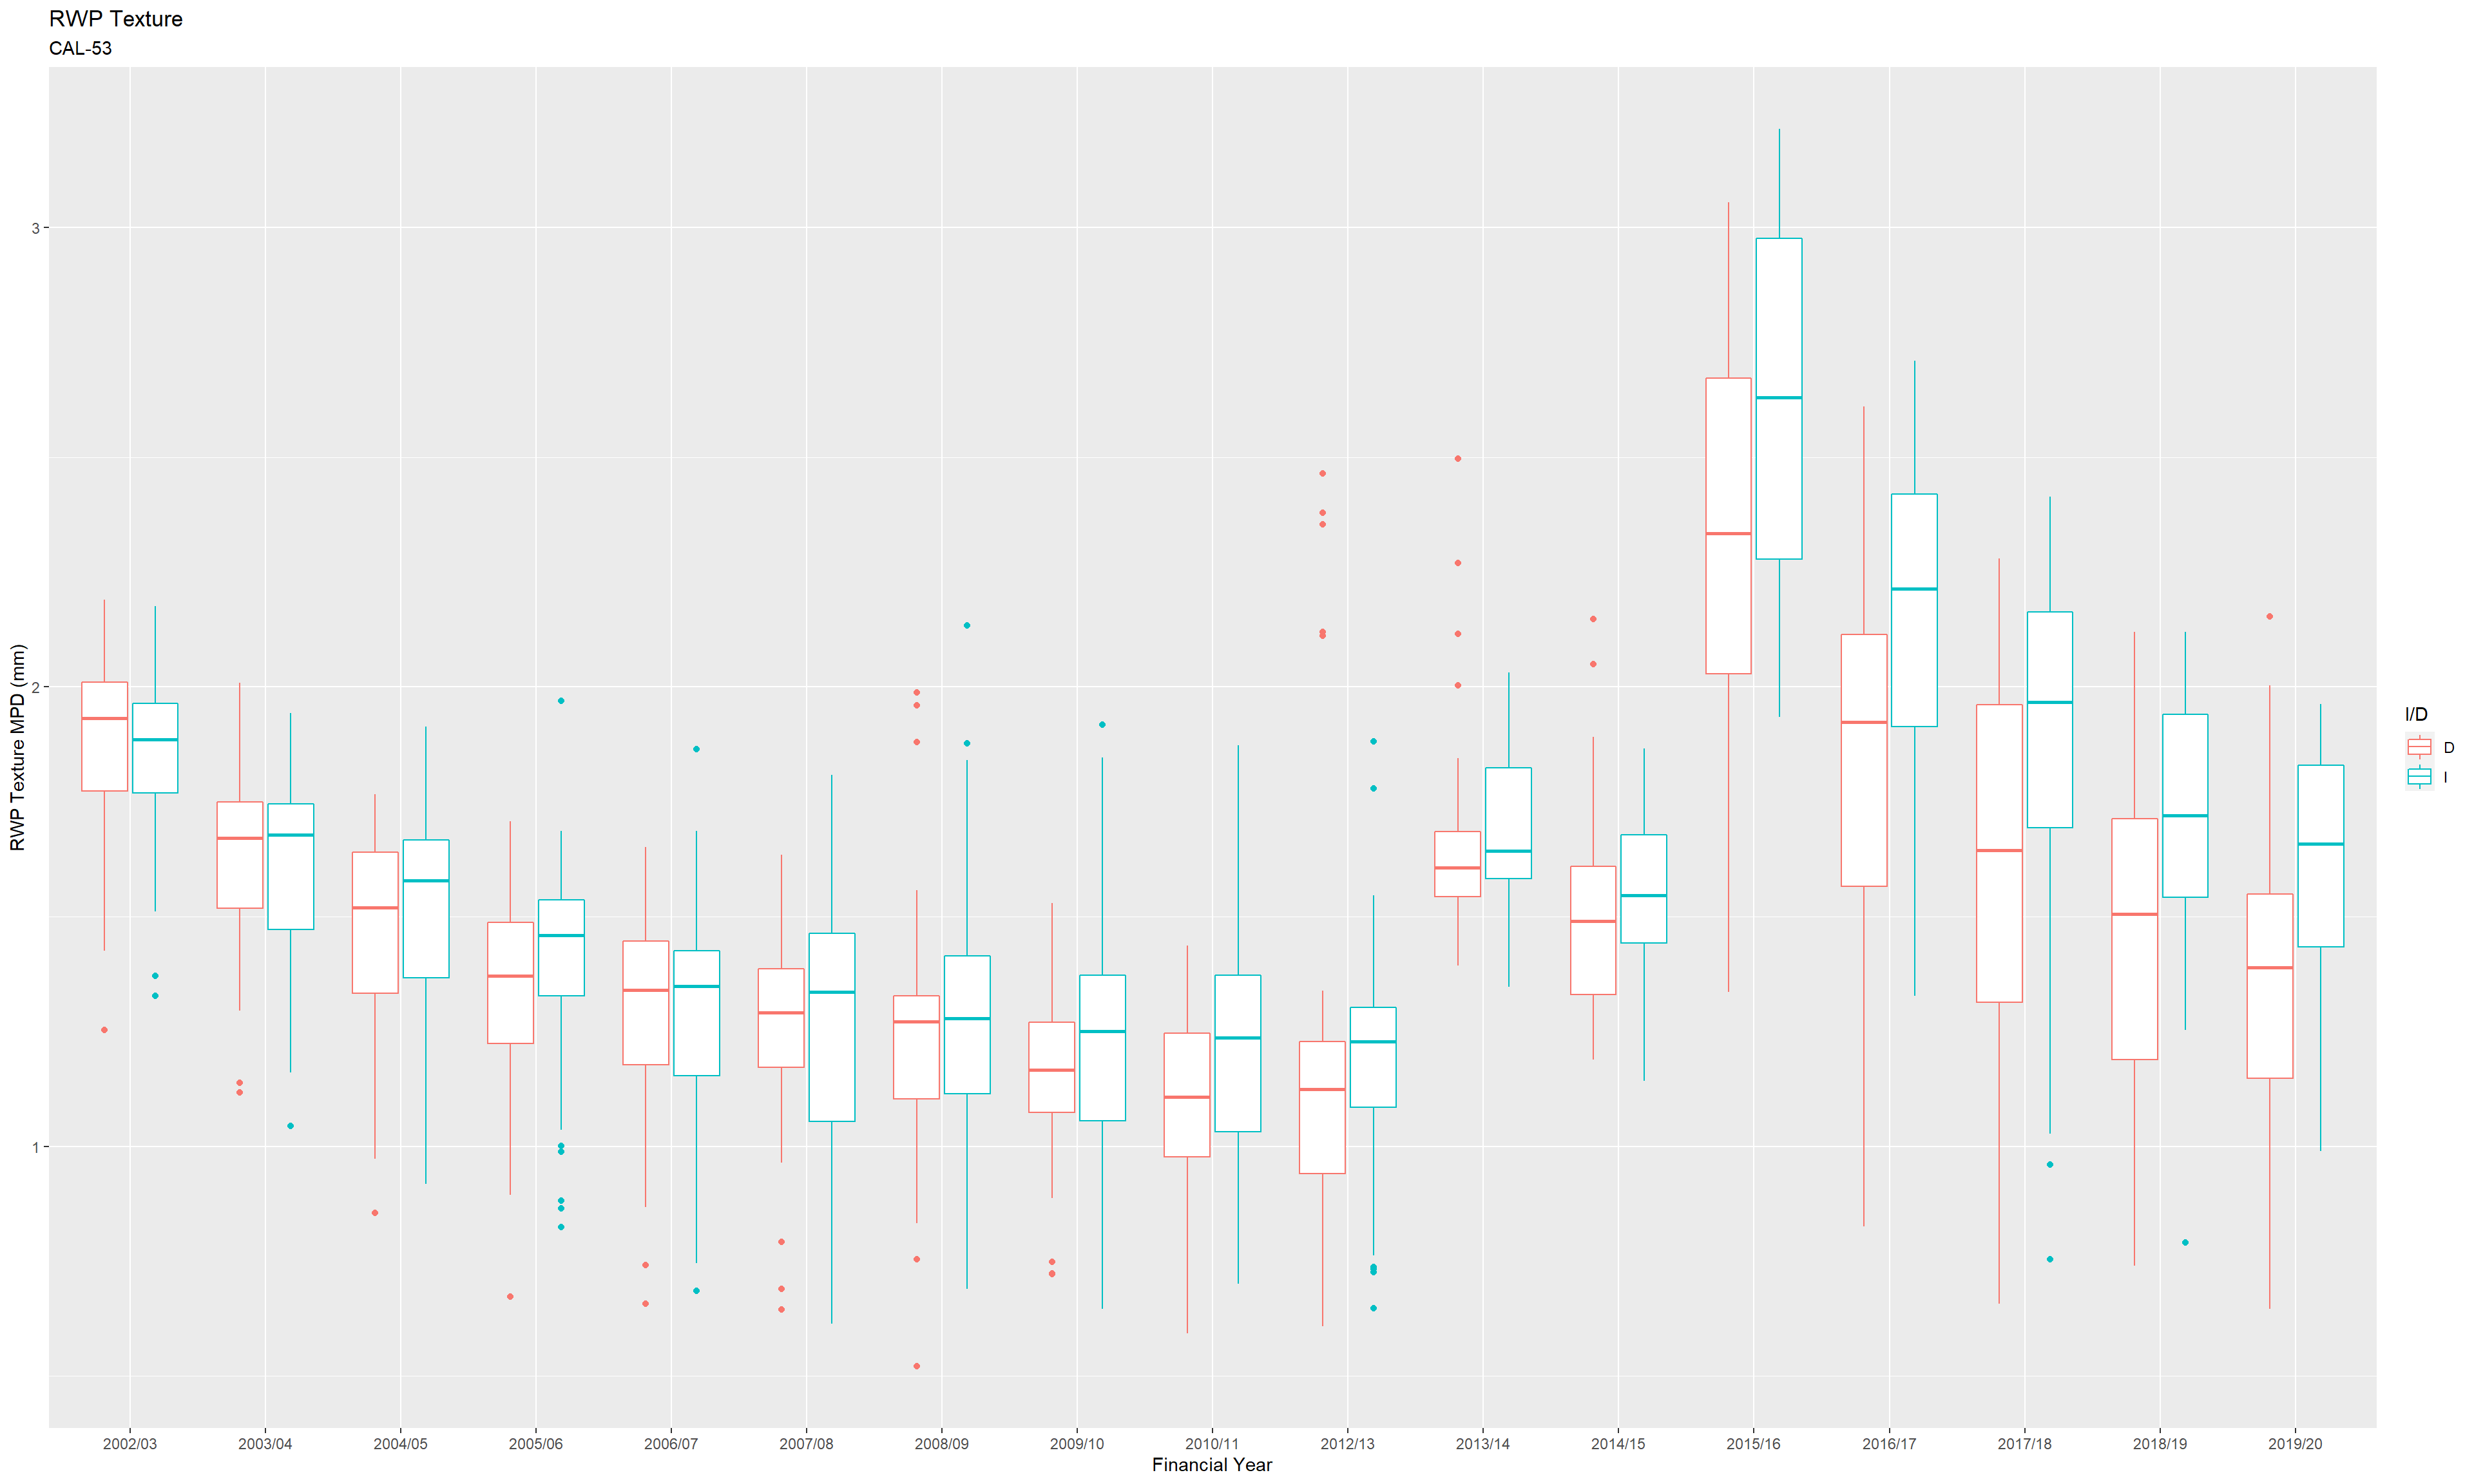 RWP Texture
CAL-53
RWP Texture MPD (mm)
3
2
1
2002/03 2003/04 2004/05 2005/06 2006/07 2007/08 2008/09 2009/10 2010/11 2012/13 2013/14 2014/15 2015/16 2016/17 2017/18 2018/19 2019/20
Financial Year
I/D
D
I